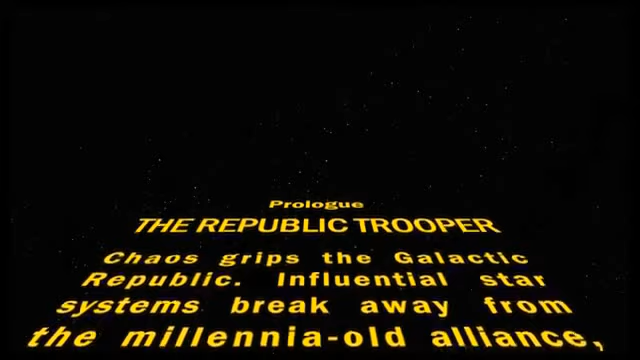 Prologue
THE REPUBLIC TROOPER
Chaos grips the Galactic
Republic. Influential star
systems break away from
the millennia-old alliance,